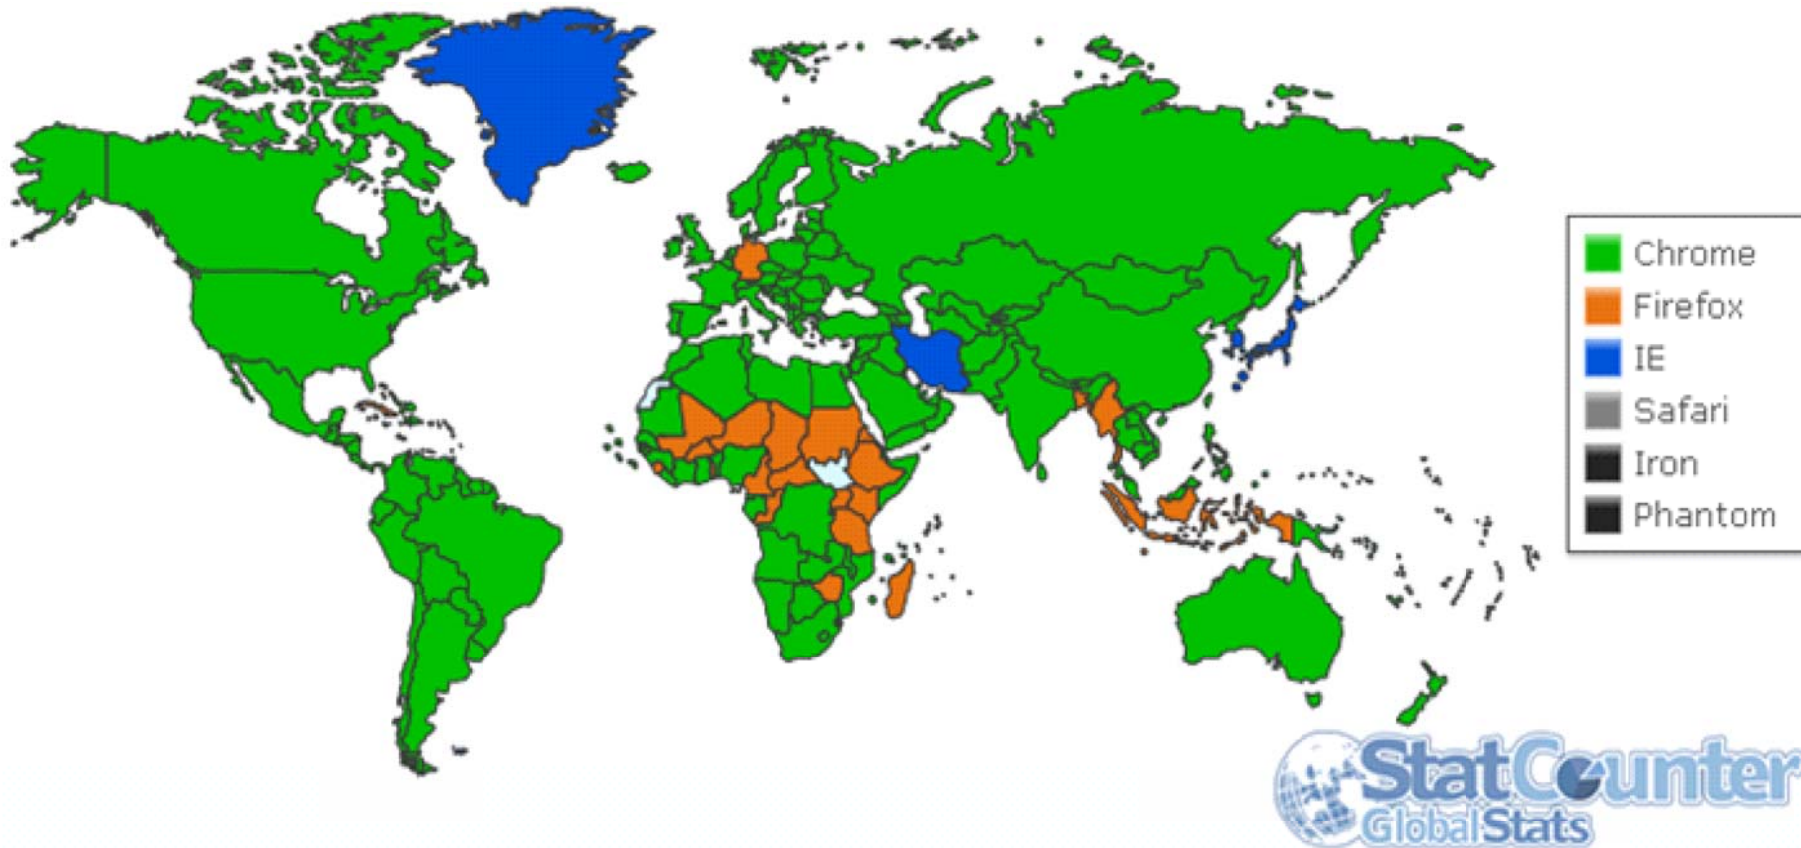 Chrome
Firefox
IE
Safari
Iron
Phantom
StatCounter
GlobalStats